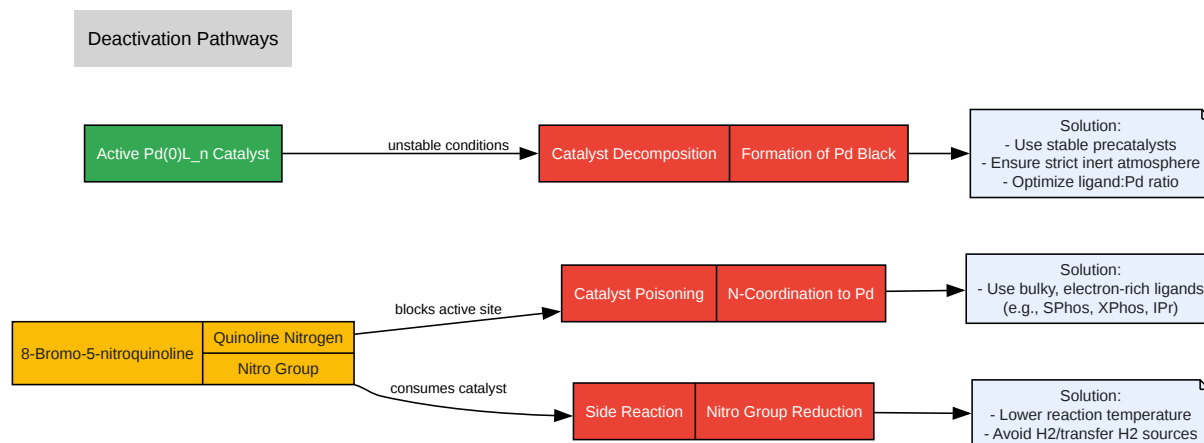 Deactivation Pathways
Active Pd(0)L_n Catalyst
unstable conditions
Catalyst Decomposition
Formation of Pd Black
Solution:
- Use stable precatalysts
- Ensure strict inert atmosphere
- Optimize ligand:Pd ratio
8-Bromo-5-nitroquinoline
Quinoline Nitrogen
Nitro Group
blocks active site
Catalyst Poisoning
N-Coordination to Pd
Solution:
- Use bulky, electron-rich ligands
(e.g., SPhos, XPhos, IPr)
consumes catalyst
Side Reaction
Nitro Group Reduction
Solution:
- Lower reaction temperature
- Avoid H2/transfer H2 sources